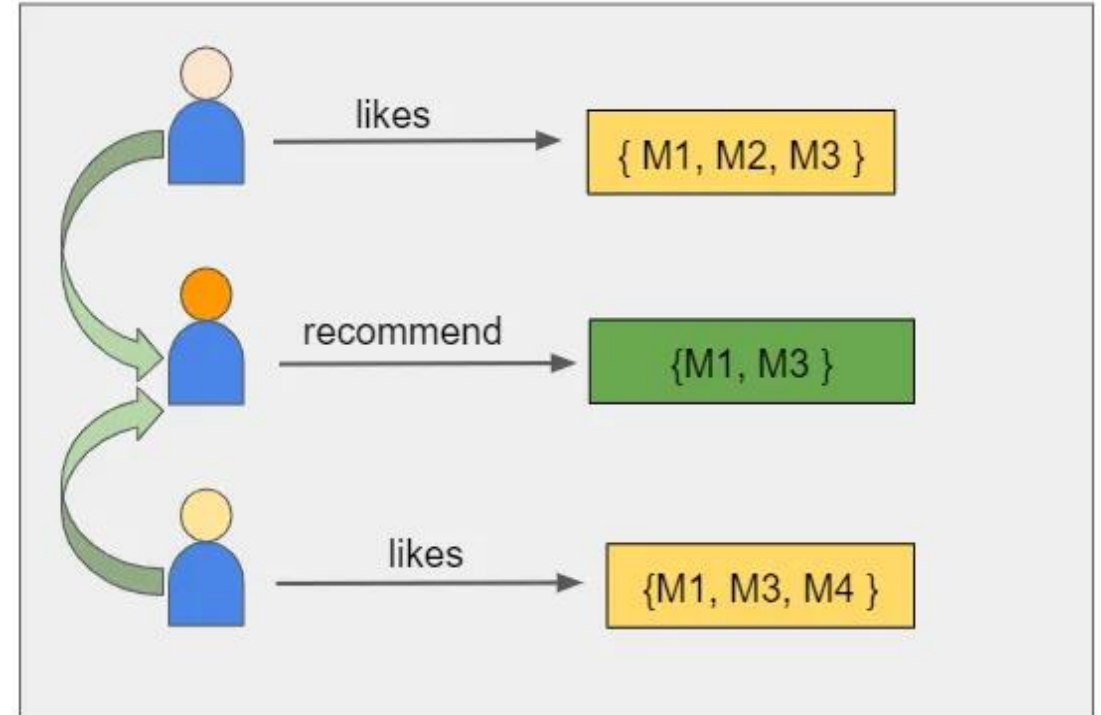 likes
{ M1, M2, M3 }
recommend
{M1, M3 }
likes
{M1, M3, M4 }